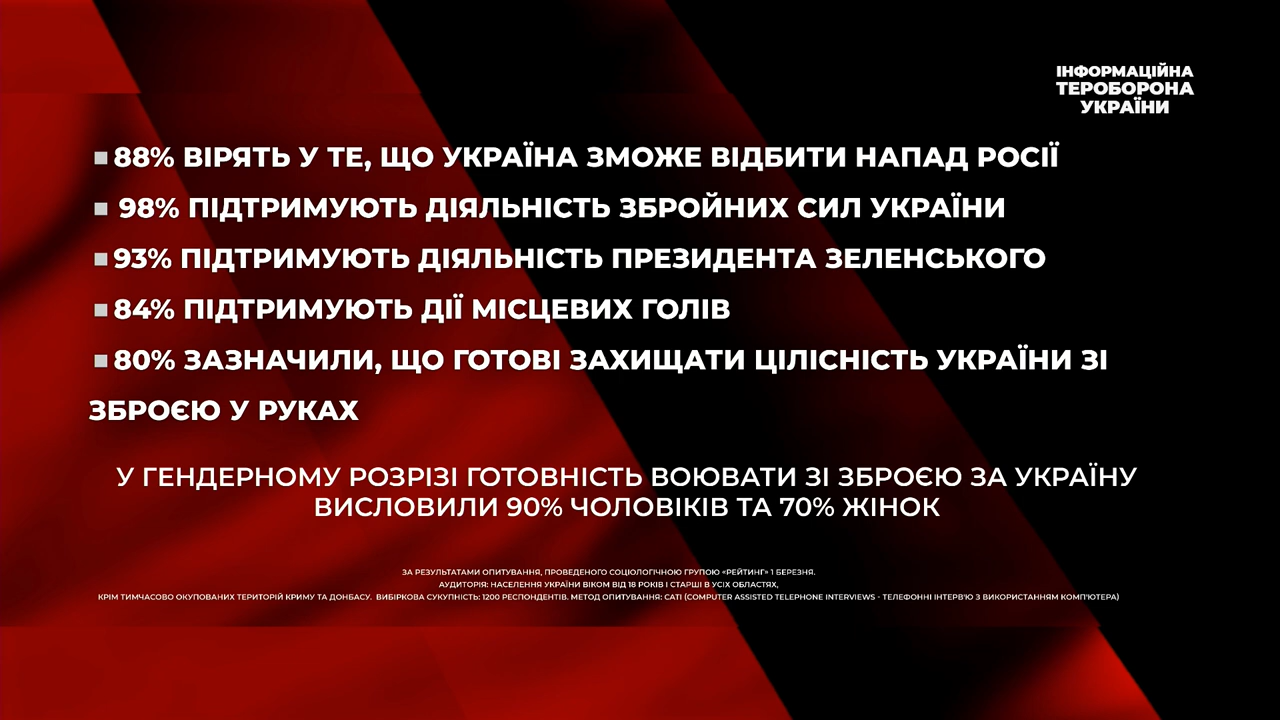 ІНФОРМАЦІЙНА
ТЕРОБОРОНА
УКРАЇНИ
88% ВІРЯТЬ У ТЕ, ЩО УКРАЇНА ЗМОЖЕ ВІДБИТИ НАПАД РОСІЇ
98% ПІДТРИМУЮТЬ ДІЯЛЬНІСТЬ ЗБРОЙНИХ СИЛ УКРАЇНИ
93% ПІДТРИМУЮТЬ ДІЯЛЬНІСТЬ ПРЕЗИДЕНТА ЗЕЛЕНСЬКОГО
84% ПІДТРИМУЮТЬ ДІЇ МІСЦЕВИХ ГОЛІВ
80% ЗАЗНАЧИЛИ, ЩО ГОТОВІ ЗАХИЩАТИ ЦІЛІСНІСТЬ УКРАЇНИ ЗІ
ЗБРОЄЮ У РУКАХ
У ГЕНДЕРНОМУ РОЗРІЗІ ГОТОВНІСТЬ ВОЮВАТИ ЗІ ЗБРОЄЮ ЗА УКРАЇНУ
ВИСЛОВИЛИ 90% ЧОЛОВІКІВ ТА 70% ЖІНОК
ЗА РЕЗУЛЬТАТАМИ ОПИТУВАННЯ, ПРОВЕДЕНОГО СОЦІОЛОГІЧНОЮ ГРУПОЮ «РЕЙТИНГ» 1 БЕРЕЗНЯ.
АУДИТОРІЯ: НАСЕЛЕННЯ УКРАЇНИ ВІКОМ ВІД 18 РОКІВ І СТАРШІ В УСІХ ОБЛАСТЯХ,
КРІМ ТИМЧАСОВО ОКУПОВАНИХ ТЕРИТОРІЙ КРИМУ ТА ДОНБАСУ. ВИБІРКОВА СУКУПНІСТЬ: 1200 РЕСПОНДЕНТІВ. МЕТОД ОПИТУВАННЯ: CATI (COMPUTER ASSISTED TELEPHONE INTERVIEWS - ТЕЛЕФОННІ ІНТЕРВ'Ю З ВИКОРИСТАННЯМ КОМП'ЮТЕРА)